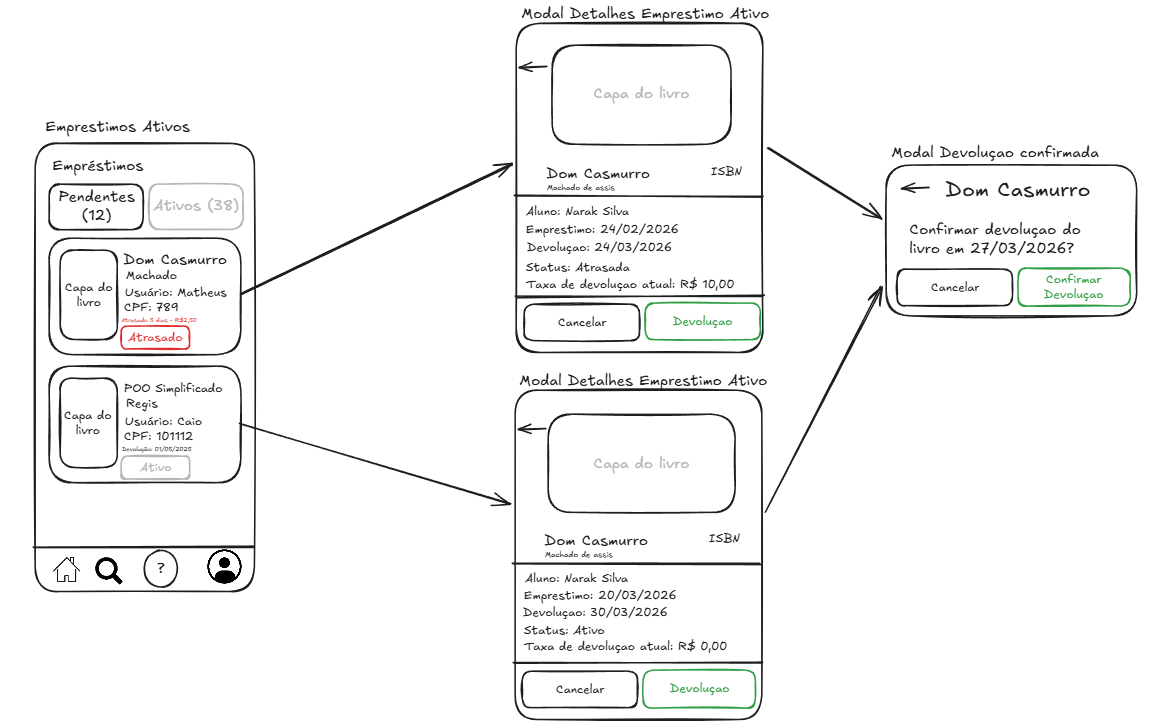 Emprestimos Ativos
Empréstimos
Pendentes
(12)
Ativos (38)
Capa do
livro
Dom Casmurro
Machado
Usuário: Matheus
CPF: 789
Atrasado 5 dias - R$2,50
Atrasado
Capa do
livro
POO Simplificado
Regis
Usuário: Caio
CPF: 101112
Devolução: 01/05/2025
Ativo
?
Modal Detalhes Emprestimo Ativo
Capa do livro
Dom Casmurro
ISBN
Machado de assis
Aluno: Narak Silva
Emprestimo: 24/02/2026
Devoluçao: 24/03/2026
Status: Atrasada
Taxa de devoluçao atual: R$ 10,00
Cancelar
Devoluçao
Modal Detalhes Emprestimo Ativo
Capa do livro
Dom Casmurro
ISBN
Machado de assis
Aluno: Narak Silva
Emprestimo: 20/03/2026
Devoluçao: 30/03/2026
Status: Ativo
Taxa de devoluçao atual: R$ 0,00
Cancelar
Devoluçao
Modal Devoluçao confirmada
Dom Casmurro
Confirmar devoluçao do
livro em 27/03/2026?
Cancelar
Confirmar
Devoluçao